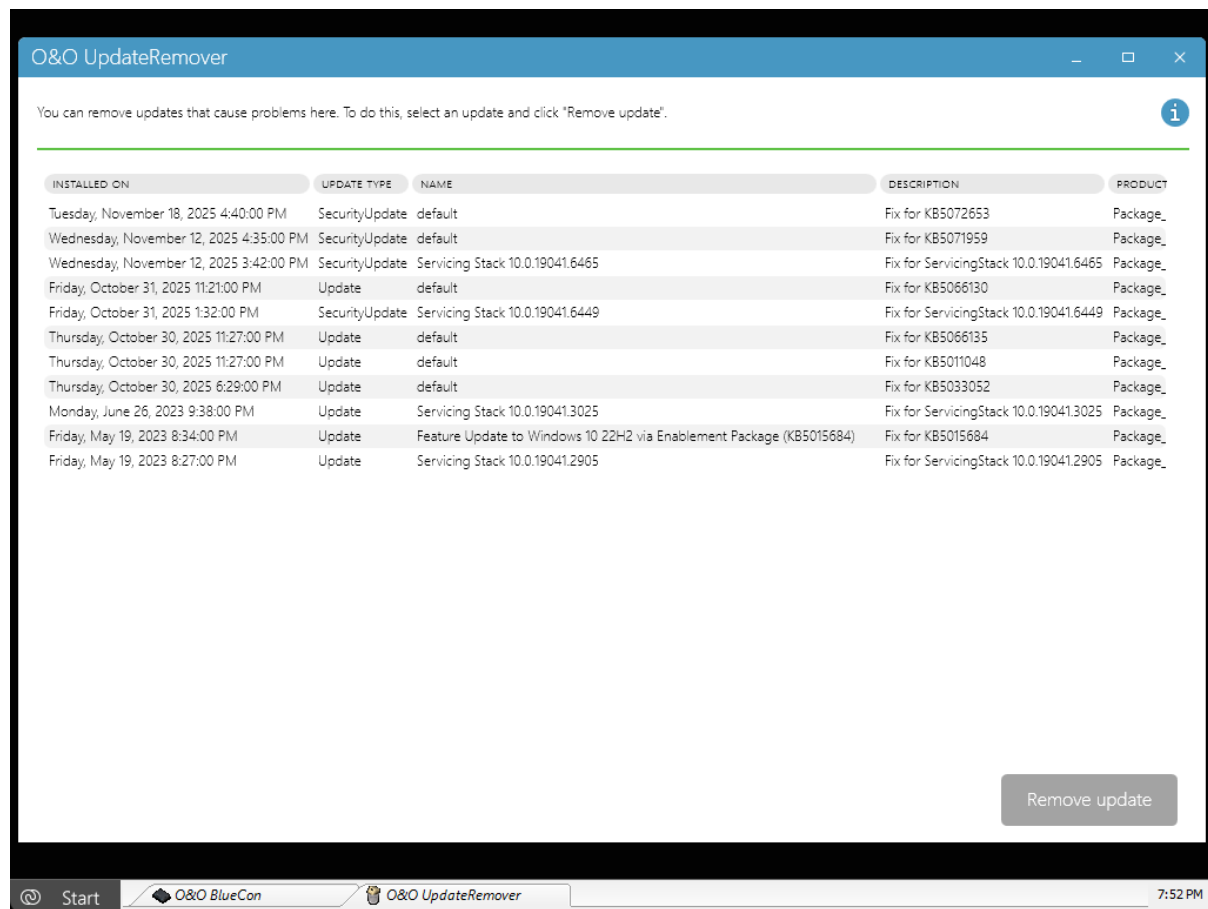 O&O UpdateRemover
You can remove updates that cause problems here. To do this, select an update and click "Remove update".
i
INSTALLED ON UPDATE TYPE NAME DESCRIPTION PRODUCT
Tuesday, November 18, 2025 4:40:00 PM SecurityUpdate default Fix for KB5072653 Package_
Wednesday, November 12, 2025 4:35:00 PM SecurityUpdate default Fix for KB5071959 Package_
Wednesday, November 12, 2025 3:42:00 PM SecurityUpdate Servicing Stack 10.0.19041.6465 Fix for ServicingStack 10.0.19041.6465 Package_
Friday, October 31, 2025 11:21:00 PM Update default Fix for KB5066130 Package_
Friday, October 31, 2025 1:32:00 PM SecurityUpdate Servicing Stack 10.0.19041.6449 Fix for ServicingStack 10.0.19041.6449 Package_
Thursday, October 30, 2025 11:27:00 PM Update default Fix for KB5066135 Package_
Thursday, October 30, 2025 11:27:00 PM Update default Fix for KB5011048 Package_
Thursday, October 30, 2025 6:29:00 PM Update default Fix for KB5033052 Package_
Monday, June 26, 2023 9:38:00 PM Update Servicing Stack 10.0.19041.3025 Fix for ServicingStack 10.0.19041.3025 Package_
Friday, May 19, 2023 8:34:00 PM Update Feature Update to Windows 10 22H2 via Enablement Package (KB5015684) Fix for KB5015684 Package_
Friday, May 19, 2023 8:27:00 PM Update Servicing Stack 10.0.19041.2905 Fix for ServicingStack 10.0.19041.2905 Package_
Remove update
Start O&O BlueCon O&O UpdateRemover 7:52 PM